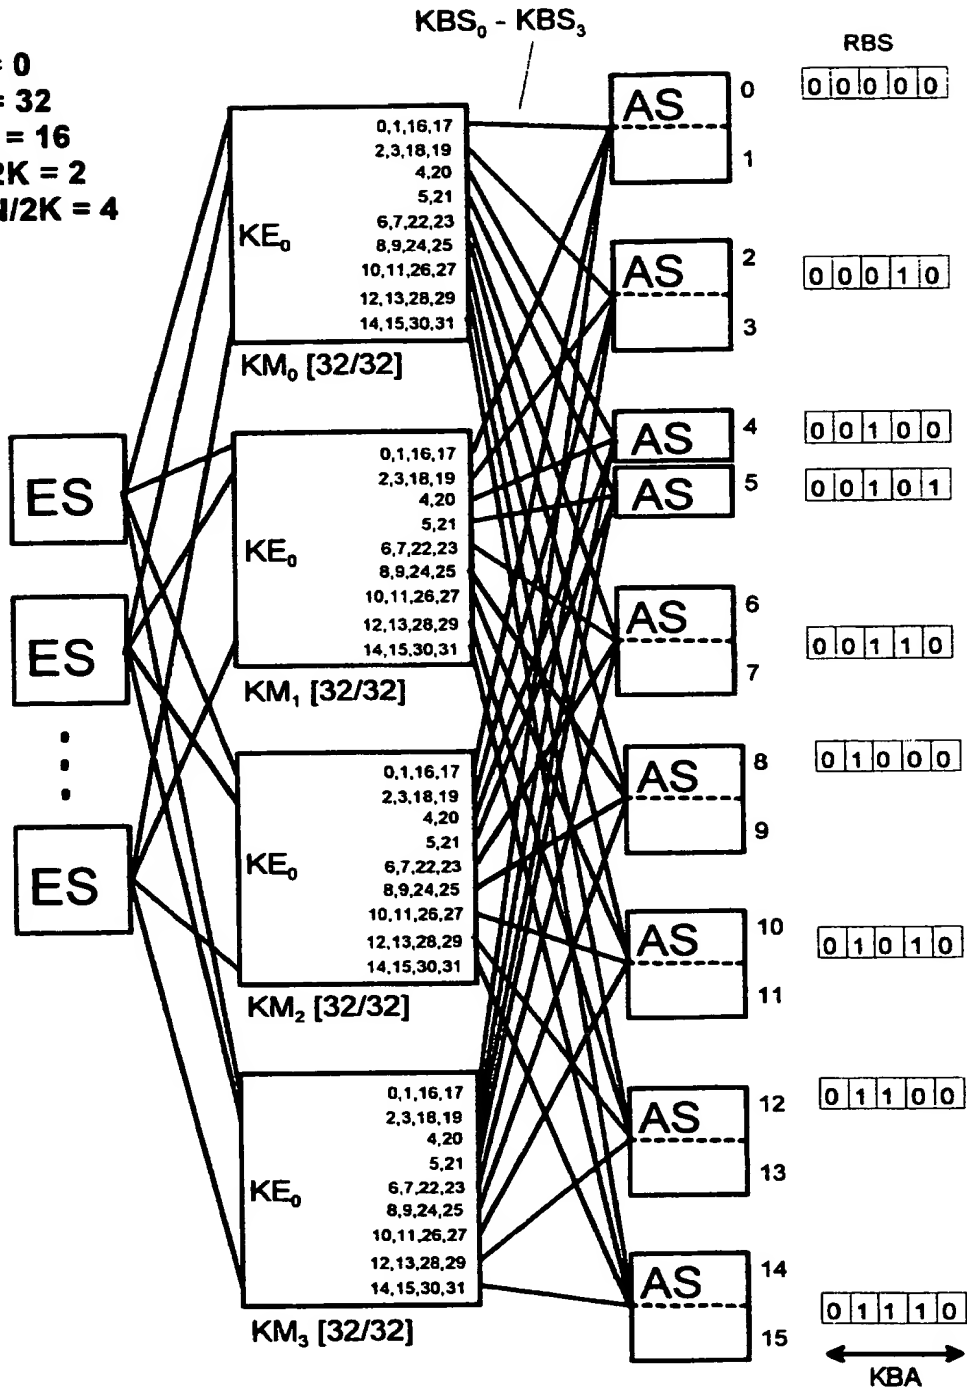 KBS₀ - KBS₃
RBS
= 0
= 32
= 16
2K = 2
/2K = 4
0,1,16,17
2,3,18,19
4,20
5,21
6,7,22,23
8,9,24,25
10,11,26,27
12,13,28,29
14,15,30,31
KE₀
KM₀ [32/32]
0,1,16,17
2,3,18,19
4,20
5,21
6,7,22,23
8,9,24,25
10,11,26,27
12,13,28,29
14,15,30,31
KE₀
KM₁ [32/32]
0,1,16,17
2,3,18,19
4,20
5,21
6,7,22,23
8,9,24,25
10,11,26,27
12,13,28,29
14,15,30,31
KE₀
KM₂ [32/32]
0,1,16,17
2,3,18,19
4,20
5,21
6,7,22,23
8,9,24,25
10,11,26,27
12,13,28,29
14,15,30,31
KE₀
KM₃ [32/32]
ES
ES
ES
AS 0
1
0 0 0 0 0
AS 2
3
0 0 0 1 0
AS 4
0 0 1 0 0
AS 5
0 0 1 0 1
AS 6
7
0 0 1 1 0
AS 8
9
0 1 0 0 0
AS 10
11
0 1 0 1 0
AS 12
13
0 1 1 0 0
AS 14
15
0 1 1 1 0
KBA